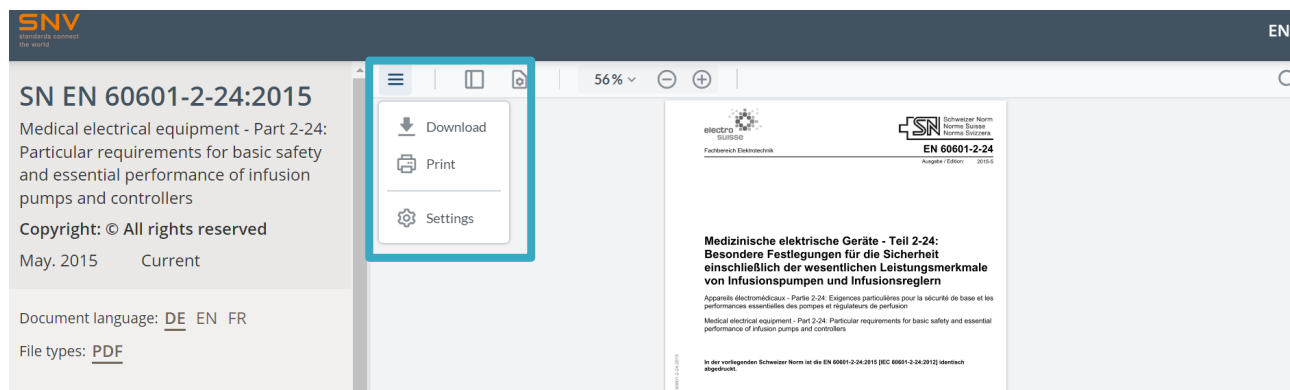 SNV
standards connect
the world
EN
SN EN 60601-2-24:2015
Medical electrical equipment - Part 2-24:
Particular requirements for basic safety
and essential performance of infusion
pumps and controllers
Copyright: © All rights reserved
May. 2015 Current
Document language: DE EN FR
File types: PDF
56%
Download
Print
Settings
electro
suisse
Fachbereich Elektrotechnik
SN
Schweizer Norm
Norme Suisse
Norma Svizzera
EN 60601-2-24
Ausgabe / Edition: 2015-5
Medizinische elektrische Geräte - Teil 2-24:
Besondere Festlegungen für die Sicherheit
einschließlich der wesentlichen Leistungsmerkmale
von Infusionspumpen und Infusionsreglern
Appareils électromédicaux - Partie 2-24: Exigences particulières pour la sécurité de base et les
performances essentielles des pompes et régulateurs de perfusion
Medical electrical equipment - Part 2-24: Particular requirements for basic safety and essential
performance of infusion pumps and controllers
In der vorliegenden Schweizer Norm ist die EN 60601-2-24:2015 [IEC 60601-2-24:2012] identisch
abgedruckt.
60601-2-24:2015